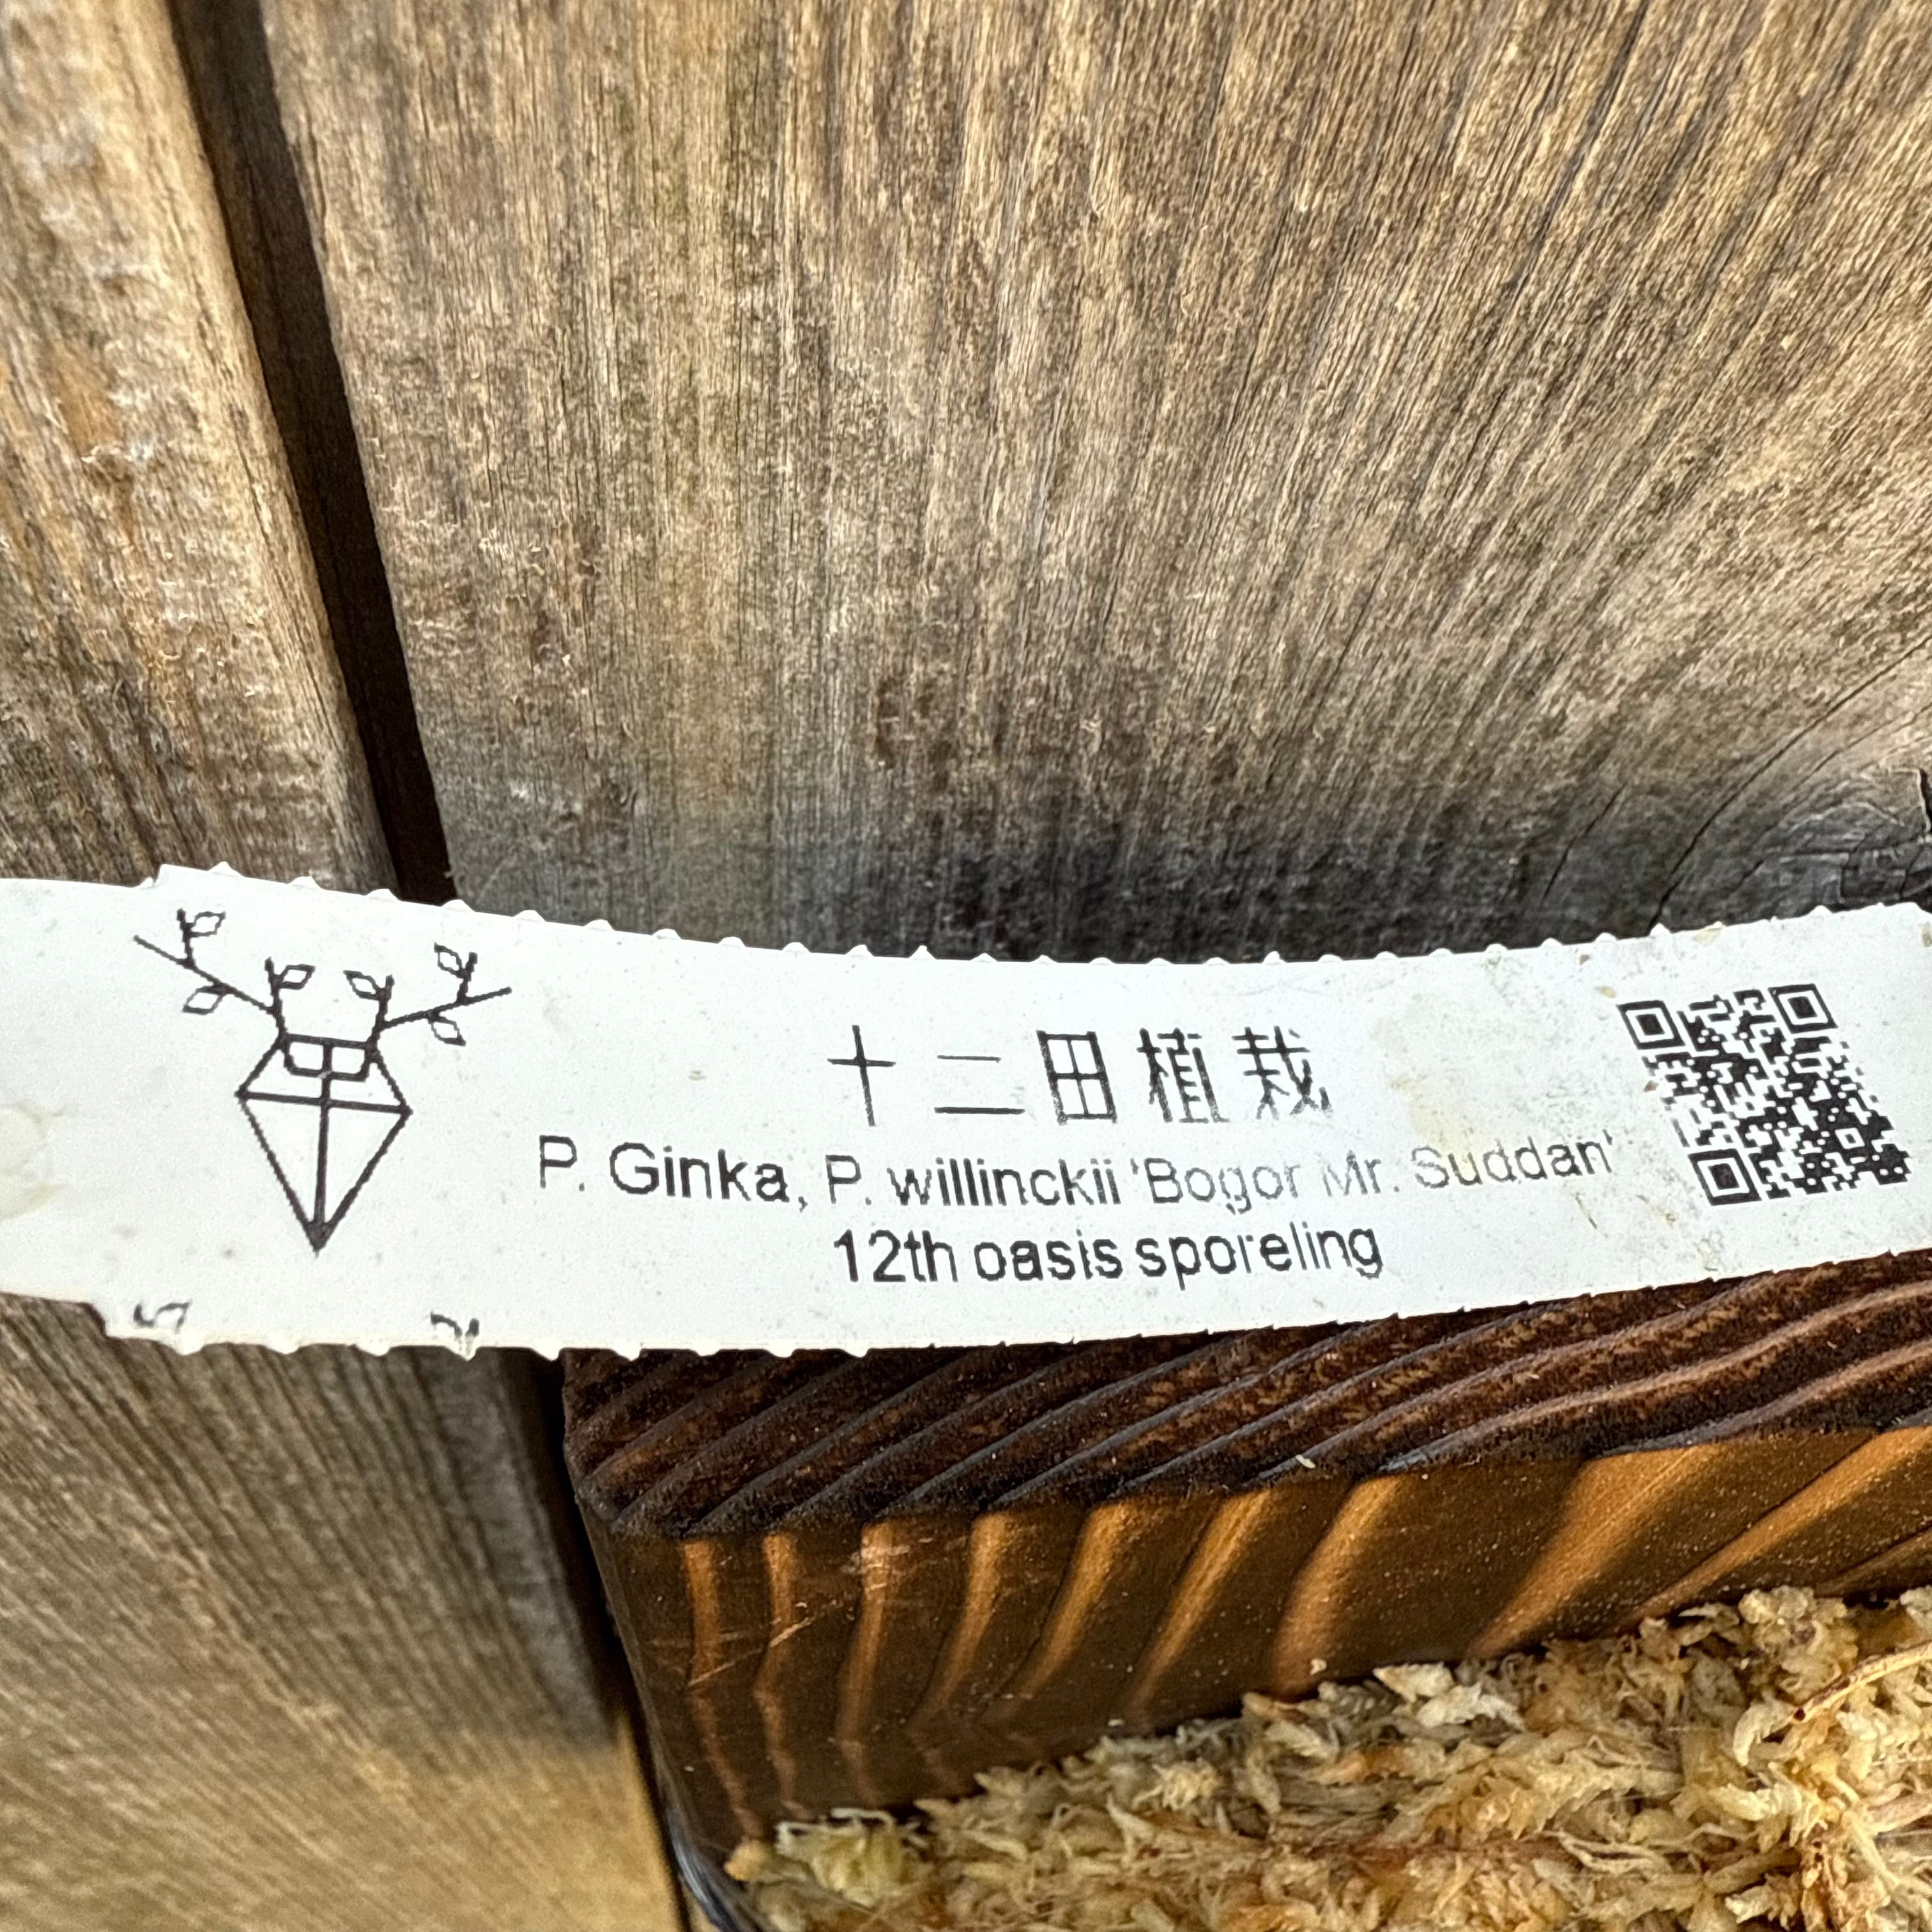 十二田植栽
P. Ginka, P. willinckii 'Bogor Mr. Suddan'
12th oasis sporeling